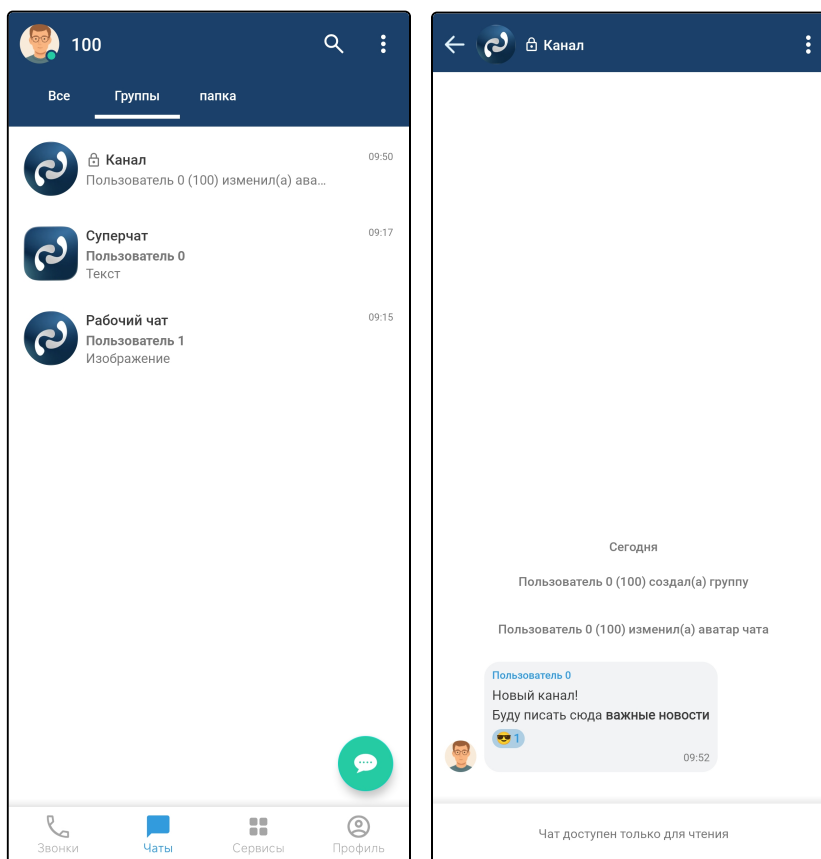 100
Все Группы папка
Канал 09:50
Пользователь 0 (100) изменил(а) ава...
Суперчат 09:17
Пользователь 0
Текст
Рабочий чат 09:15
Пользователь 1
Изображение
Звонки Чаты Сервисы Профиль
Канал
Сегодня
Пользователь 0 (100) создал(а) группу
Пользователь 0 (100) изменил(а) аватар чата
Пользователь 0
Новый канал!
Буду писать сюда важные новости
😎 1
09:52
Чат доступен только для чтения